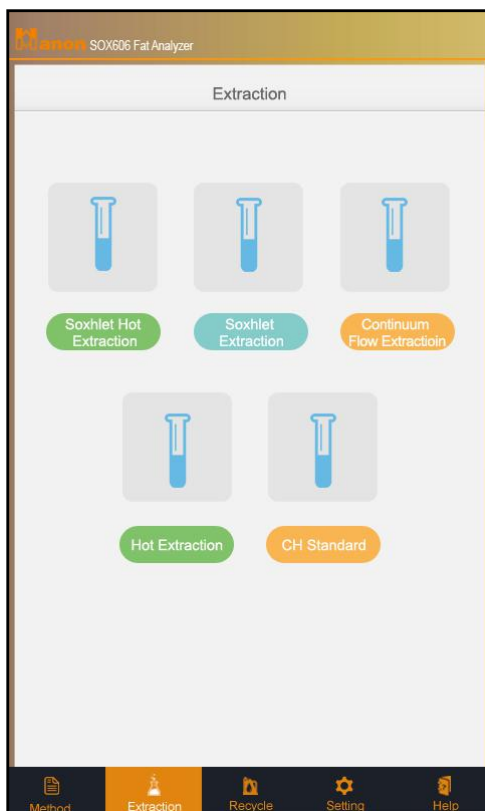 Hanon SOX606 Fat Analyzer
Extraction
Soxhlet Hot
Extraction
Soxhlet
Extraction
Continuum
Flow Extractioin
Hot Extraction
CH Standard
Method
Extraction
Recycle
Setting
Help